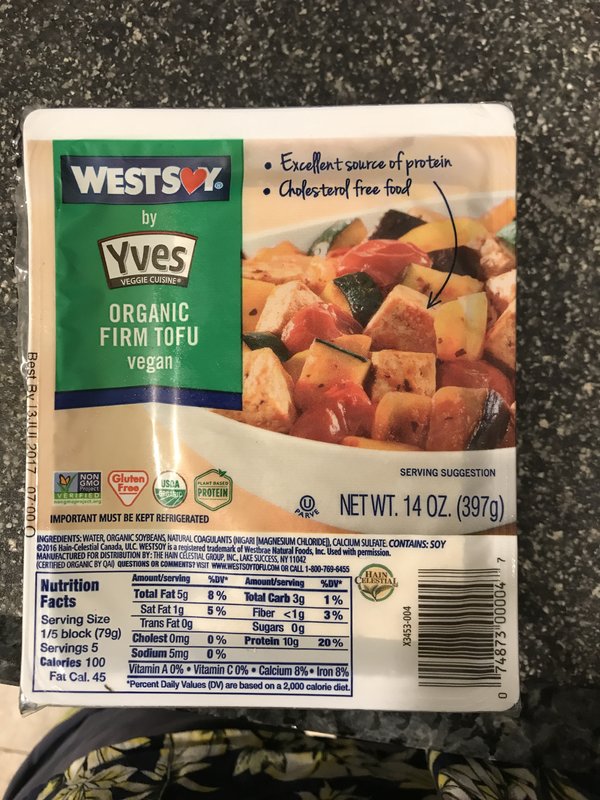 WESTSOY®
by
Yves
VEGGIE CUISINE®
ORGANIC
FIRM TOFU
vegan
• Excellent source of protein
• Cholesterol free food
Best By 13JUL 2017 07:00
NON
GMO
Project
VERIFIED
nongmoproject.org
Gluten
Free
USDA
ORGANIC
PLANT BASED
PROTEIN
SERVING SUGGESTION
U
PARVE
NET WT. 14 OZ. (397g)
IMPORTANT MUST BE KEPT REFRIGERATED
INGREDIENTS: WATER, ORGANIC SOYBEANS, NATURAL COAGULANTS (NIGARI [MAGNESIUM CHLORIDE]), CALCIUM SULFATE. CONTAINS: SOY
©2016 Hain-Celestial Canada, ULC. WESTSOY is a registered trademark of Westbrae Natural Foods, Inc. Used with permission.
MANUFACTURED FOR DISTRIBUTION BY: THE HAIN CELESTIAL GROUP, INC., LAKE SUCCESS, NY 11042
(CERTIFIED ORGANIC BY QAI) QUESTIONS OR COMMENTS? VISIT WWW.WESTSOYTOFU.COM OR CALL 1-800-769-6455
Nutrition
Facts
Serving Size
1/5 block (79g)
Servings 5
Calories 100
Fat Cal. 45
Amount/serving %DV* Amount/serving %DV*
Total Fat 5g 8% Total Carb 3g 1%
Sat Fat 1g 5% Fiber <1g 3%
Trans Fat 0g Sugars 0g
Cholest 0mg 0% Protein 10g 20%
Sodium 5mg 0%
Vitamin A 0% • Vitamin C 0% • Calcium 8% • Iron 8%
*Percent Daily Values (DV) are based on a 2,000 calorie diet.
HAIN
CELESTIAL
X3453-004
0 74873 00004 7